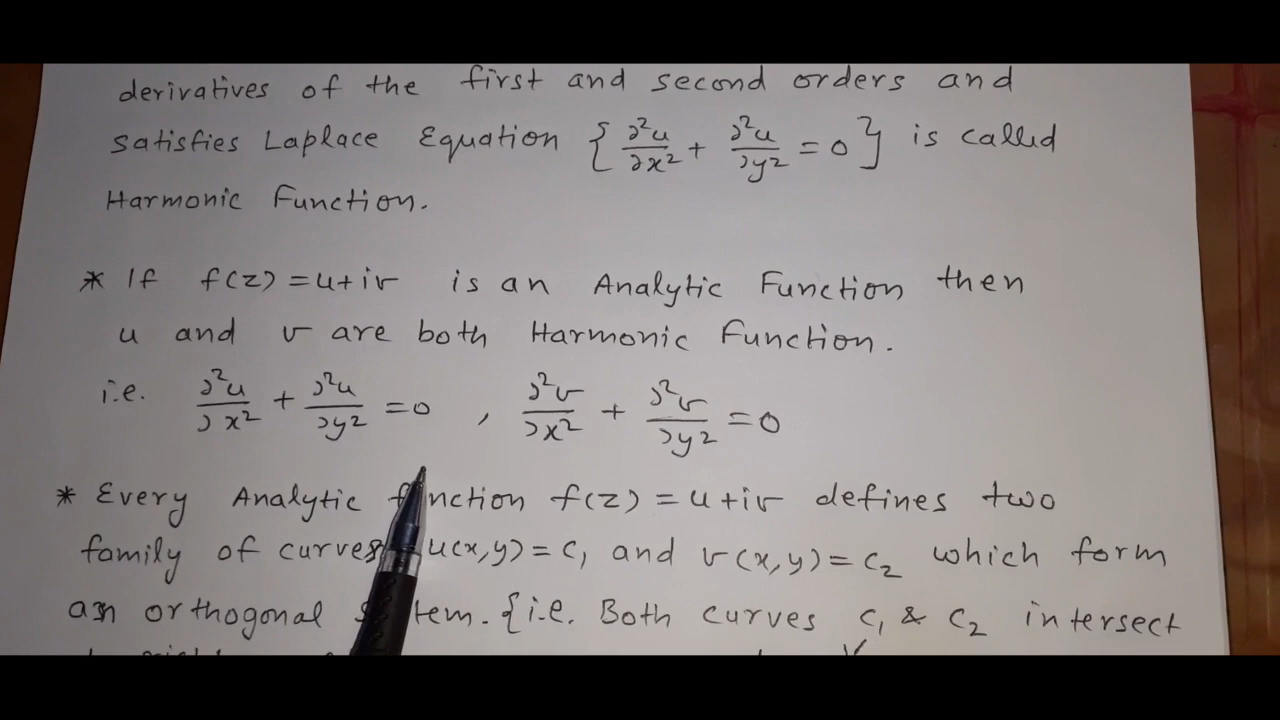 derivatives of the first and second orders and
satisfies Laplace Equation {∂²u/∂x² + ∂²u/∂y² = 0} is called
Harmonic Function.
* If f(z) = u+iv is an Analytic Function then
u and v are both Harmonic Function.
i.e. ∂²u/∂x² + ∂²u/∂y² = 0 , ∂²v/∂x² + ∂²v/∂y² = 0
* Every Analytic function f(z) = u+iv defines two
family of curves u(x,y) = c₁ and v(x,y) = c₂ which form
an orthogonal system. {i.e. Both curves c₁ & c₂ intersect